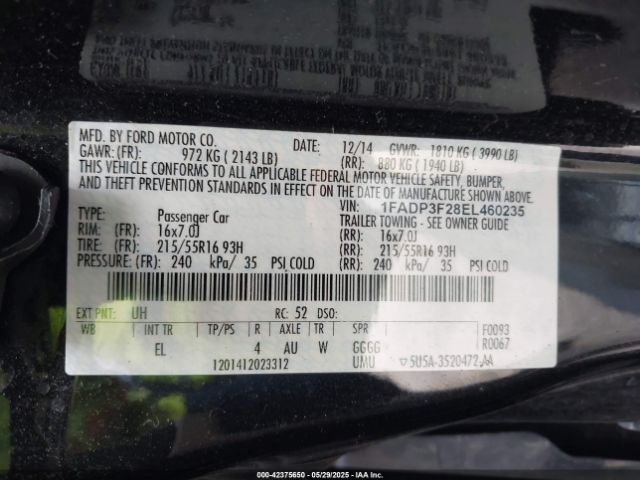 MFD. BY FORD MOTOR CO. DATE: 12/14 GVWR: 1810 KG ( 3990 LB)
GAWR: (FR): 972 KG ( 2143 LB) (RR): 880 KG ( 1940 LB)
THIS VEHICLE CONFORMS TO ALL APPLICABLE FEDERAL MOTOR VEHICLE SAFETY, BUMPER,
AND THEFT PREVENTION STANDARDS IN EFFECT ON THE DATE OF MANUFACTURE SHOWN ABOVE.
VIN: 1FADP3F28EL460235
TYPE: Passenger Car TRAILER TOWING - SEE OWNER GUIDE
RIM: (FR) 16x7.0J (RR): 16x7.0J
TIRE: (FR) 215/55R16 93H (RR): 215/55R16 93H
PRESSURE: (FR) 240 kPa/ 35 PSI COLD (RR): 240 kPa/ 35 PSI COLD
EXT PNT: UH RC: 52 DSO:
WB INT TR TP/PS R AXLE TR SPR F0093
EL 4 AU W GGGG R0067
1201412023312 UMU ▽ 5U5A-3520472-AA
000-42375650 - 05/29/2025 - IAAI.COM